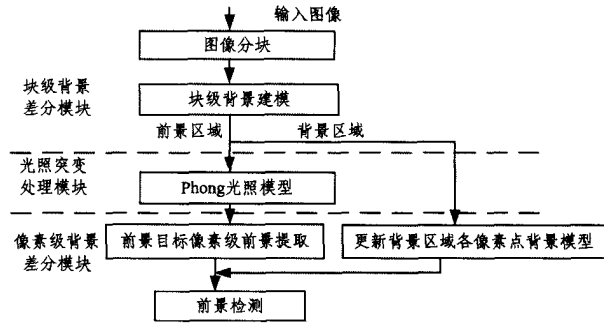 输入图像
图像分块
块级背景
差分模块
块级背景建模
前景区域
背景区域
光照突变
处理模块
Phong光照模型
像素级背景
差分模块
前景目标像素级前景提取
更新背景区域各像素点背景模型
前景检测